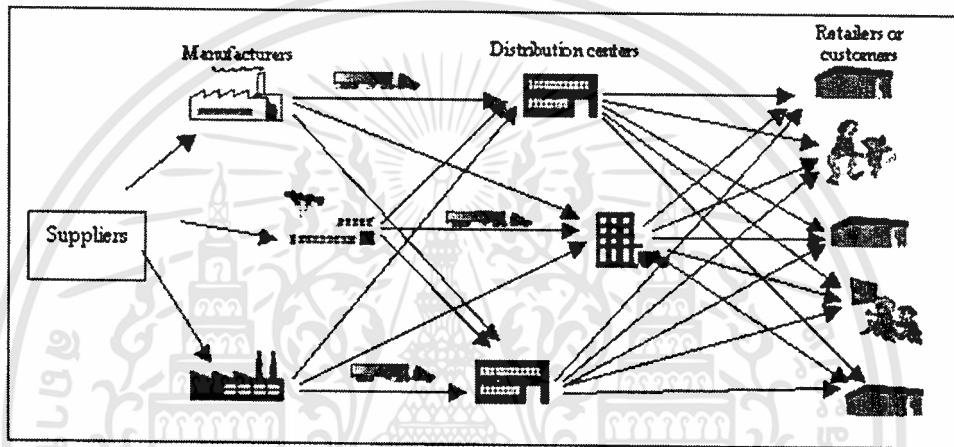 Manufacturers
Distribution centers
Retailers or
customers
Suppliers